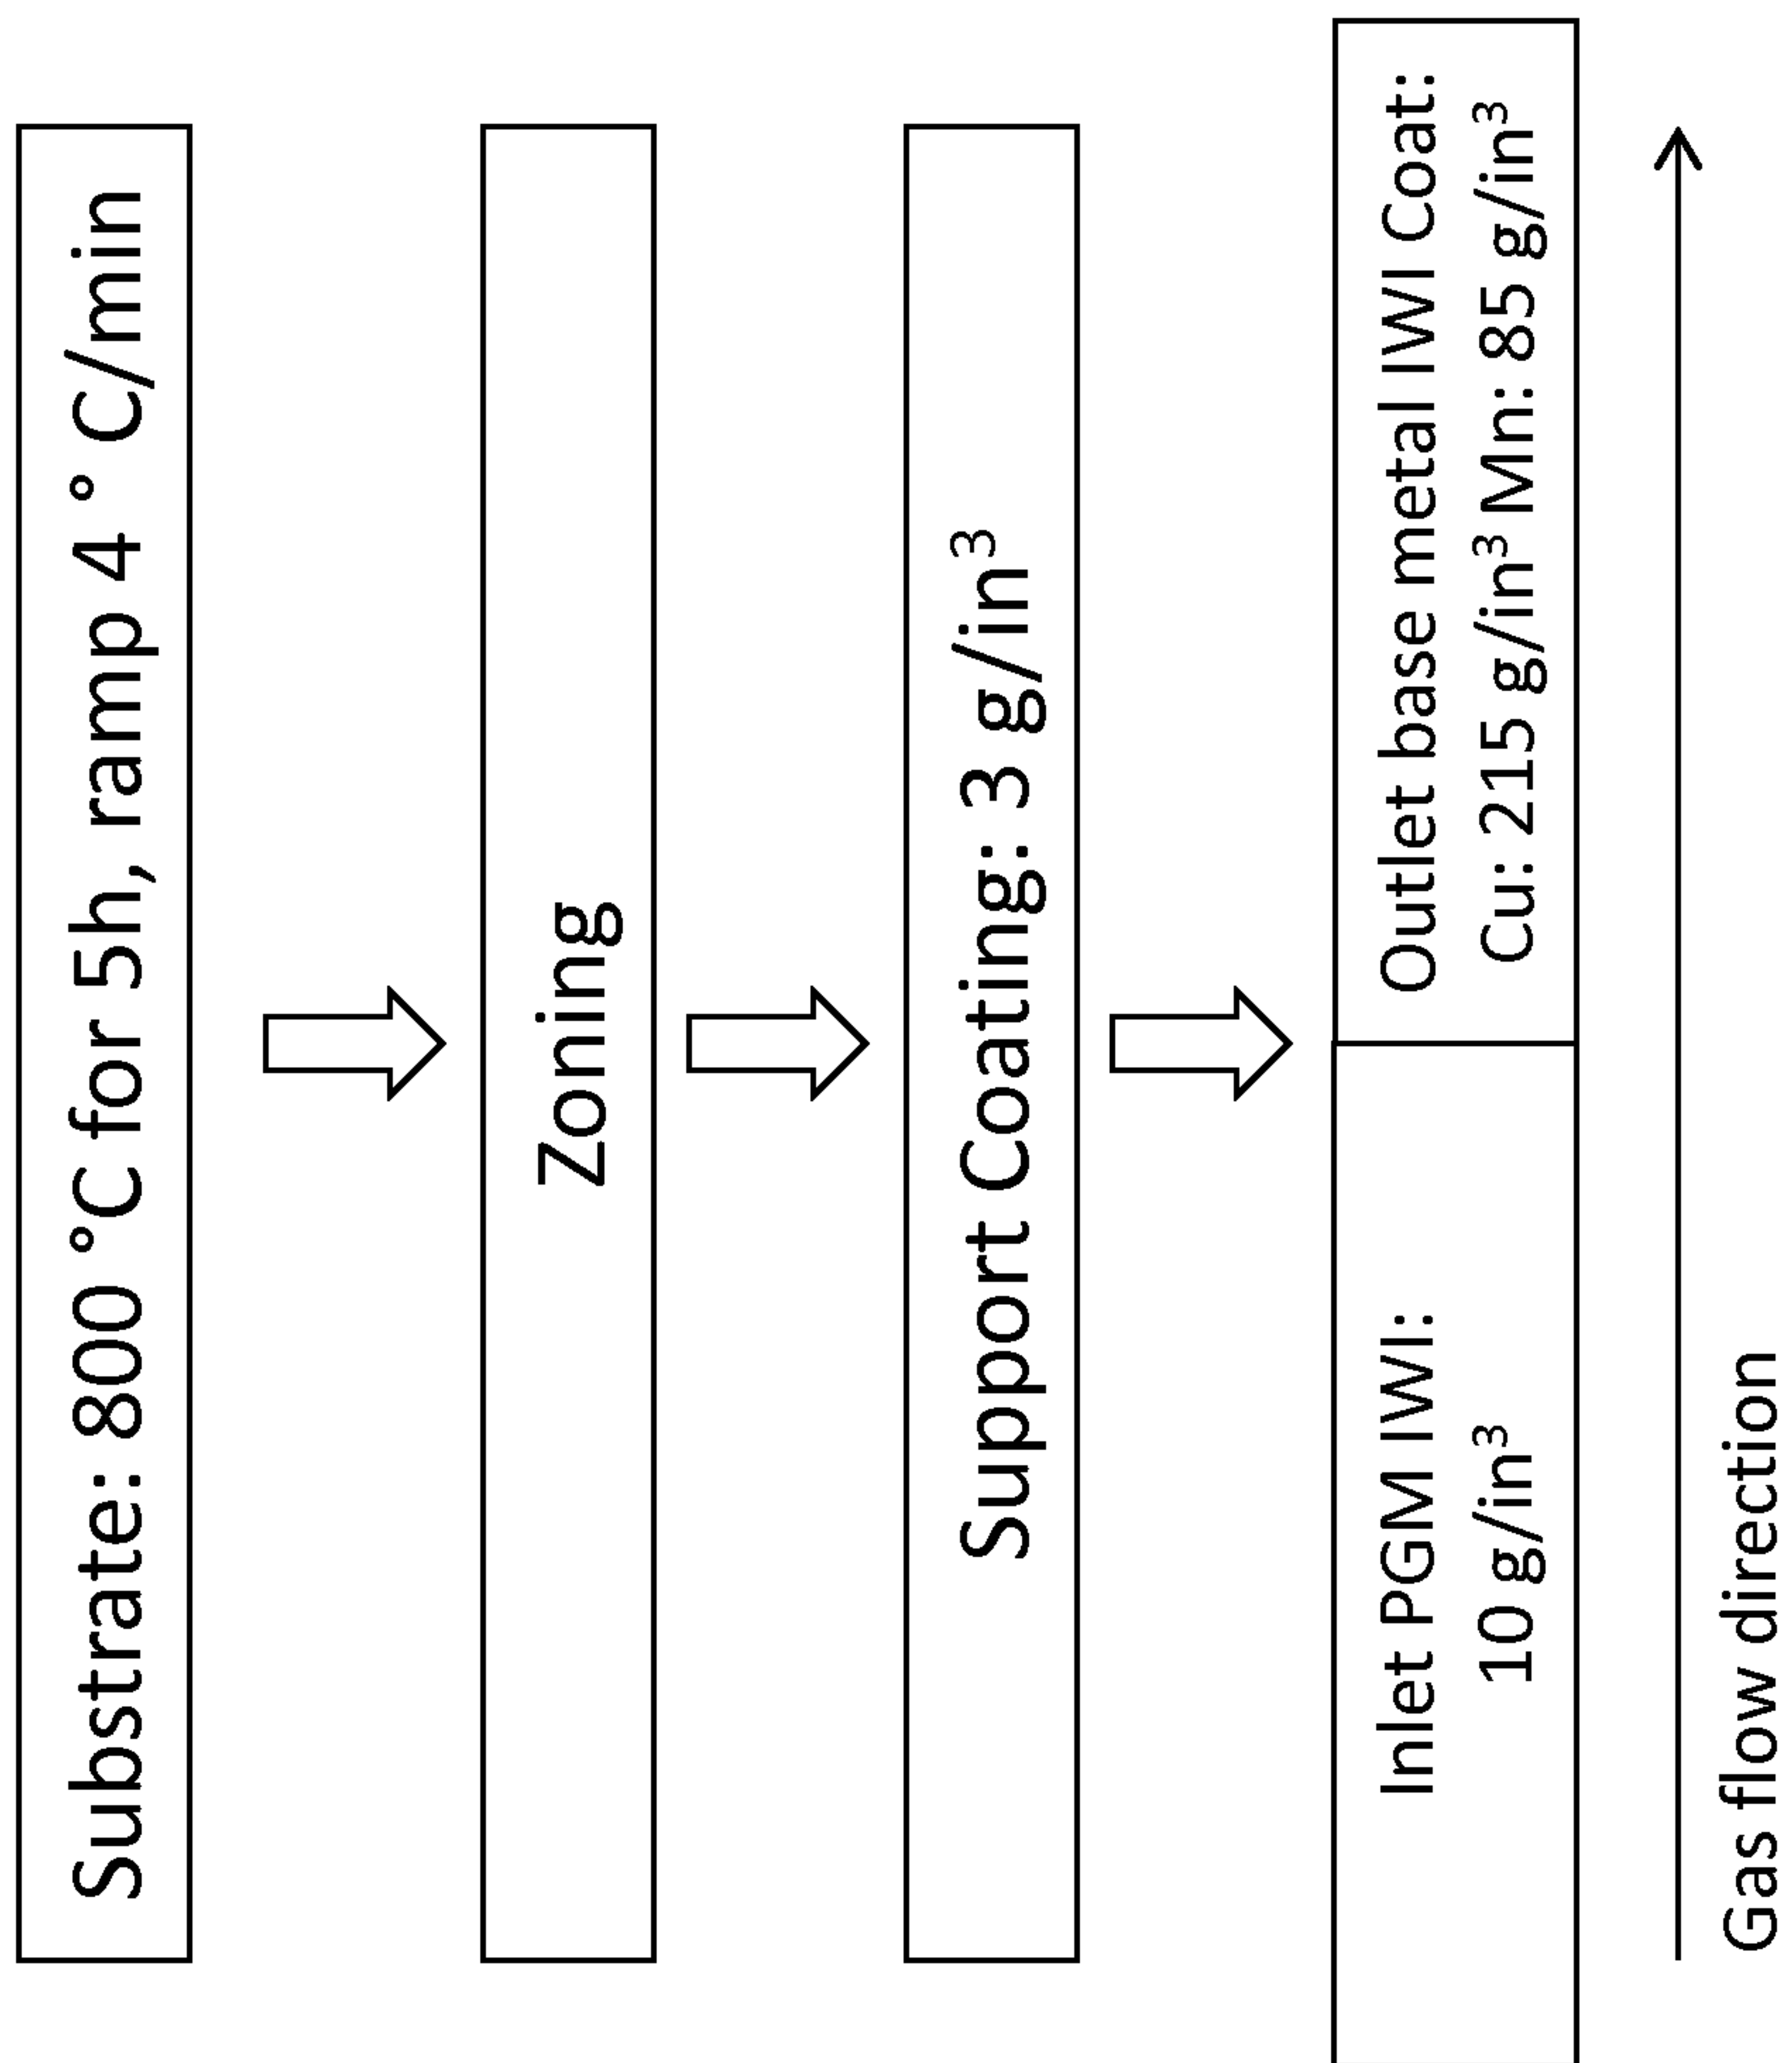 Substrate: 800 °C for 5h, ramp 4 ° C/min
Zoning
Support Coating: 3 g/in³
Inlet PGM IWI:
10 g/in³
Outlet base metal IWI Coat:
Cu: 215 g/in³ Mn: 85 g/in³
Gas flow direction